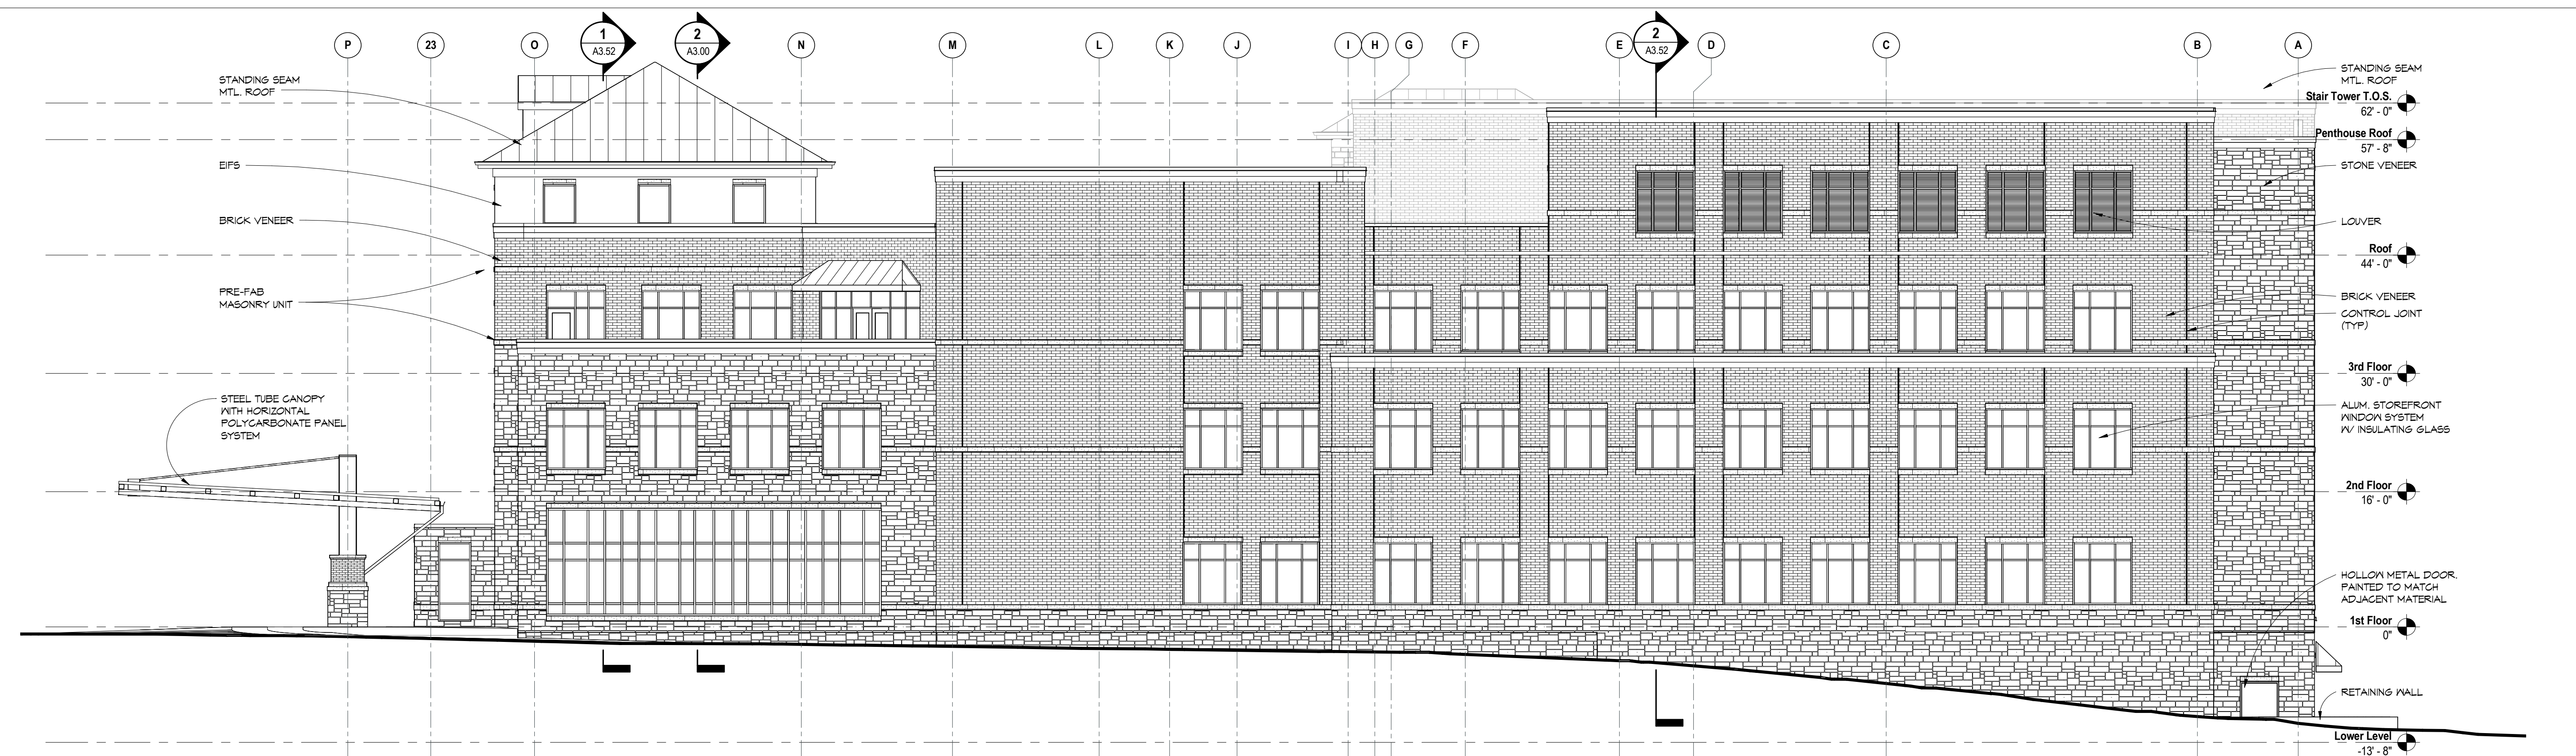 P
23
O
1
A3.52
2
A3.00
N
M
L
K
J
I
H
G
F
E
2
A3.52
D
C
B
A
STANDING SEAM
MTL. ROOF
EIFS
BRICK VENEER
PRE-FAB
MASONRY UNIT
STEEL TUBE CANOPY
WITH HORIZONTAL
POLYCARBONATE PANEL
SYSTEM
STANDING SEAM
MTL. ROOF
Stair Tower T.O.S.
62' - 0"
Penthouse Roof
57' - 8"
STONE VENEER
LOUVER
Roof
44' - 0"
BRICK VENEER
CONTROL JOINT
(TYP)
3rd Floor
30' - 0"
ALUM. STOREFRONT
WINDOW SYSTEM
W/ INSULATING GLASS
2nd Floor
16' - 0"
HOLLOW METAL DOOR,
PAINTED TO MATCH
ADJACENT MATERIAL
1st Floor
0"
RETAINING WALL
Lower Level
-13' - 8"